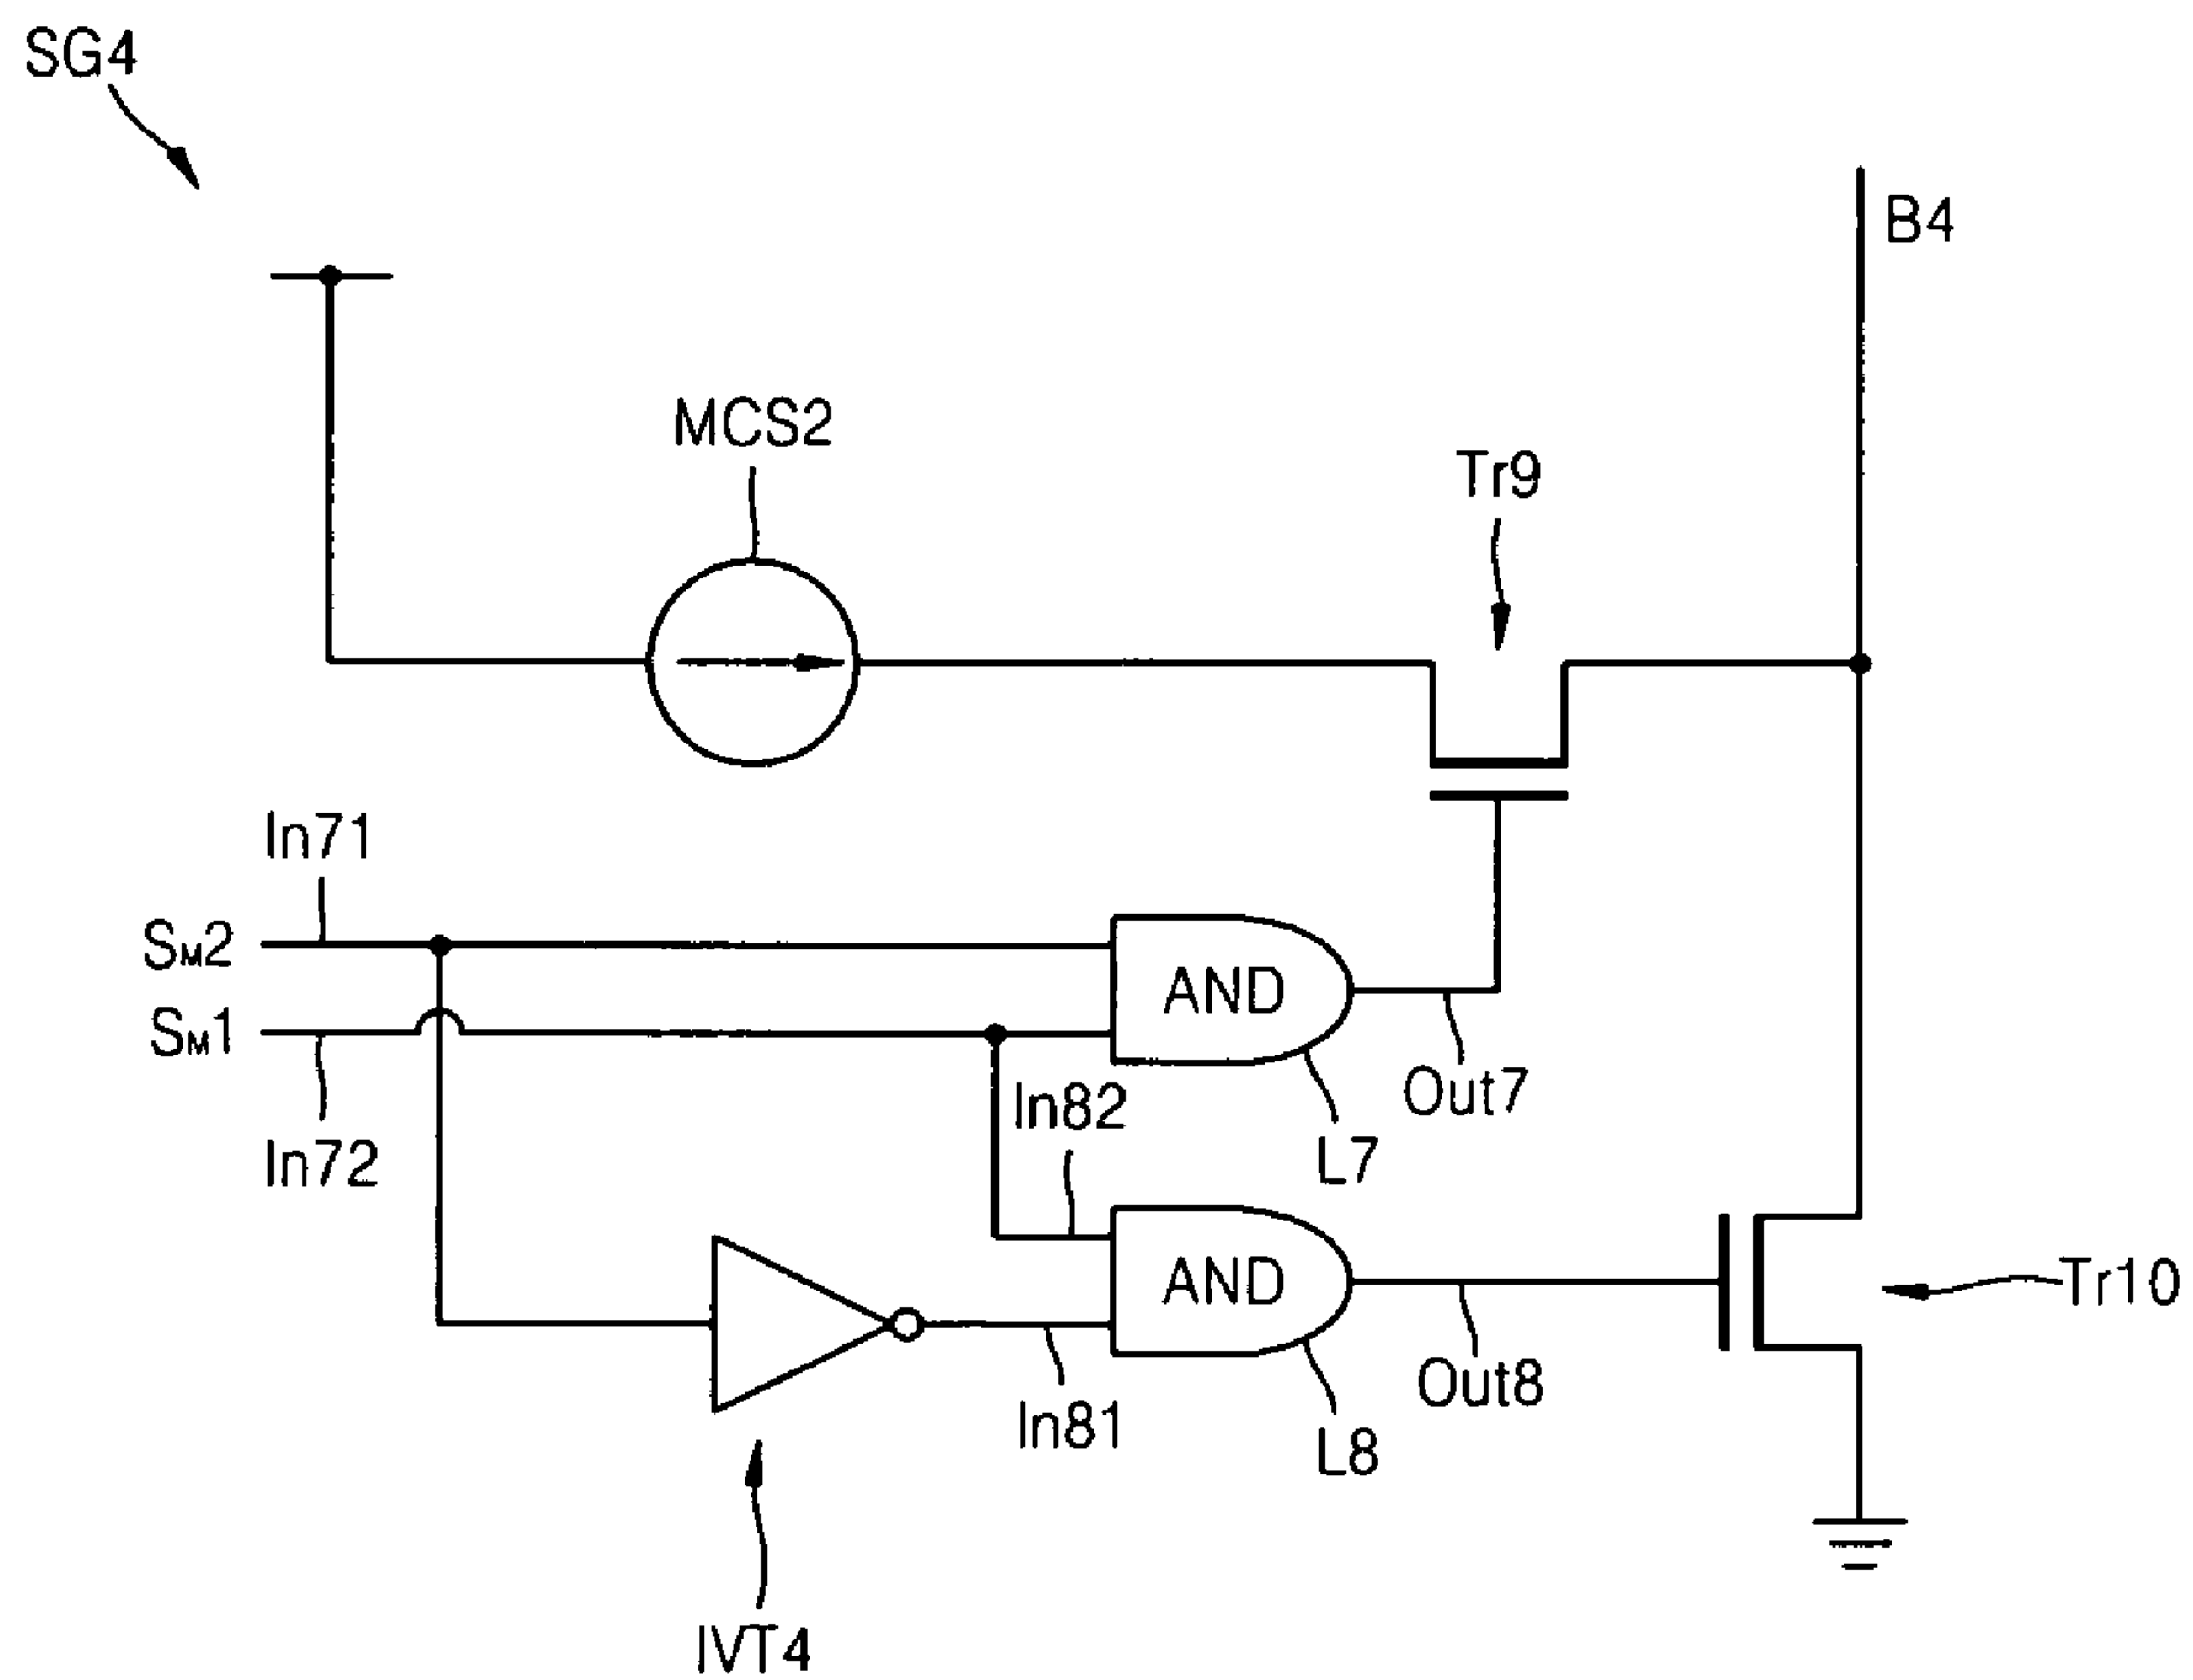 SG4
B4
MCS2
Tr9
In71
SM2
AND
SM1
In82
Out7
In72
L7
AND
Tr10
Out8
In81
L8
IVT4